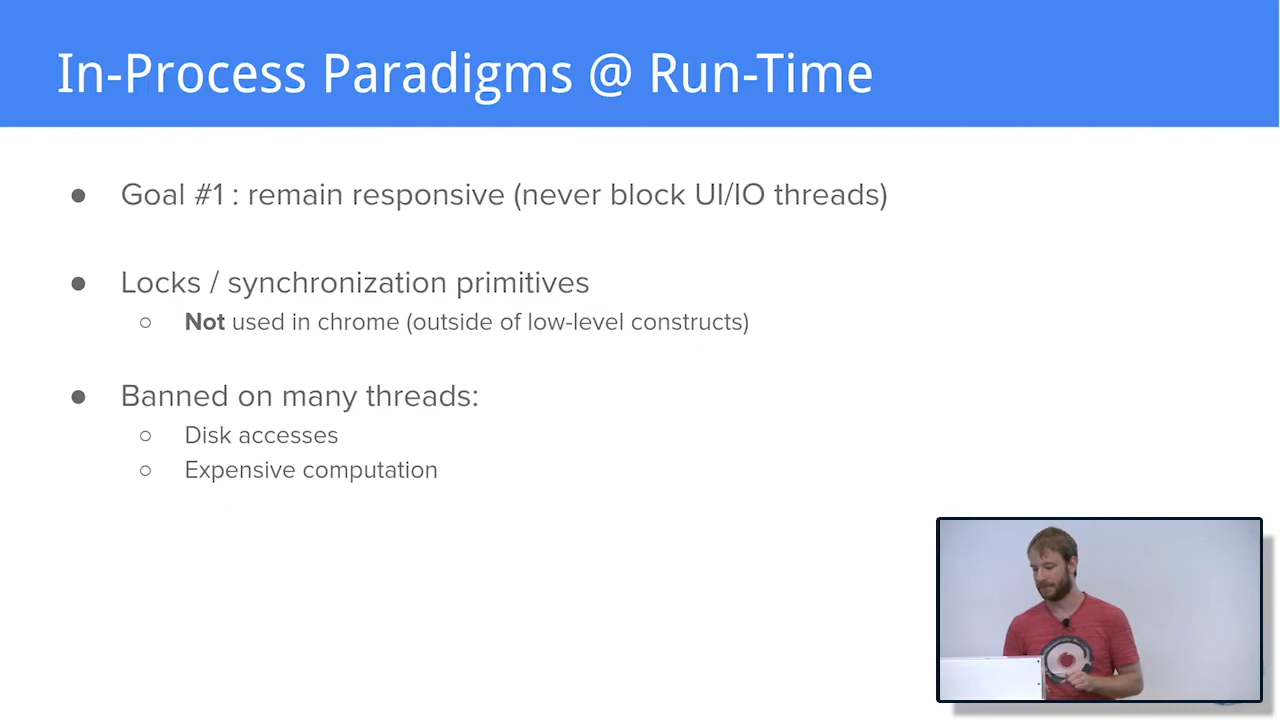 In-Process Paradigms @ Run-Time
● Goal #1 : remain responsive (never block UI/IO threads)
● Locks / synchronization primitives
○ Not used in chrome (outside of low-level constructs)
● Banned on many threads:
○ Disk accesses
○ Expensive computation